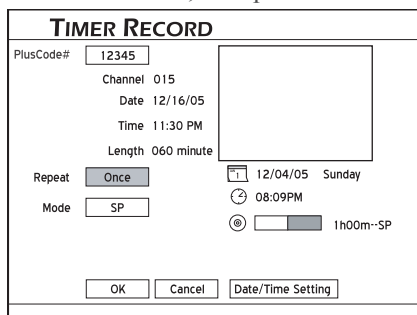 TIMER RECORD
PlusCode# 12345
Channel 015
Date 12/16/05
Time 11:30 PM
Length 060 minute
Repeat Once
Mode SP
1 12/04/05 Sunday
08:09PM
1h00m--SP
OK Cancel Date/Time Setting